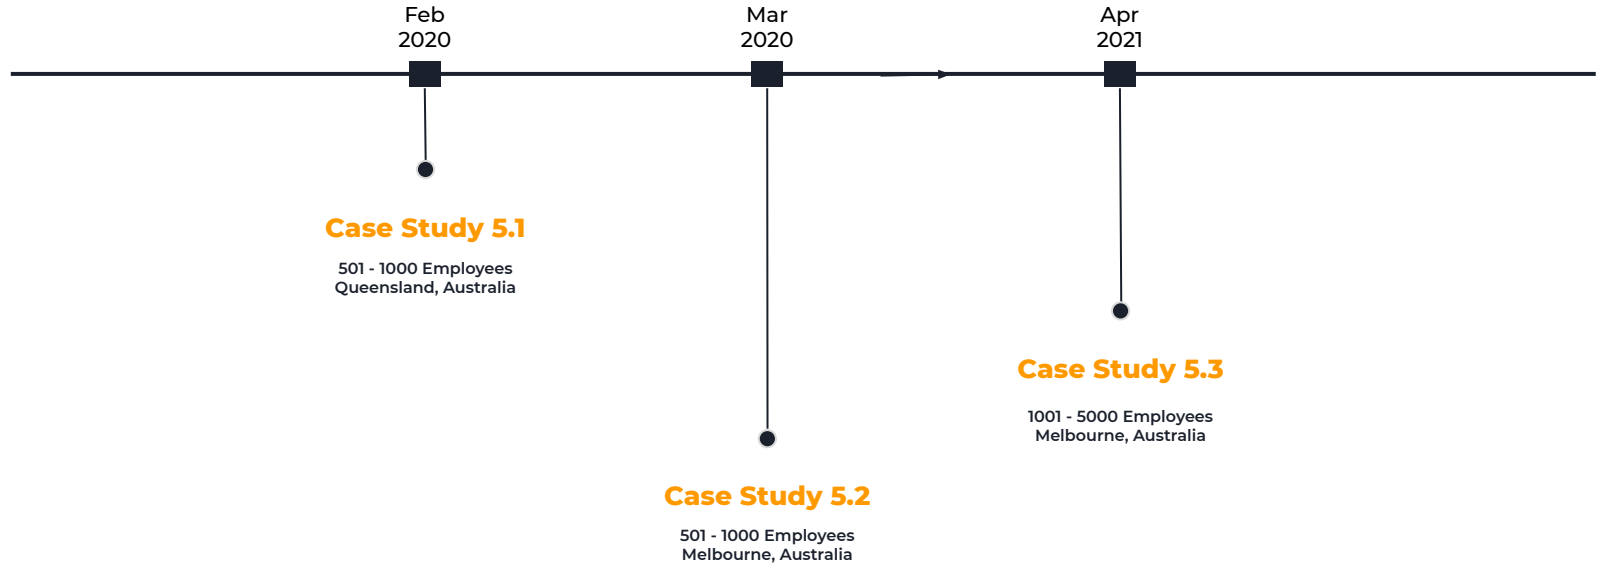 Feb
2020
Mar
2020
Apr
2021
Case Study 5.1
501 - 1000 Employees
Queensland, Australia
Case Study 5.2
501 - 1000 Employees
Melbourne, Australia
Case Study 5.3
1001 - 5000 Employees
Melbourne, Australia